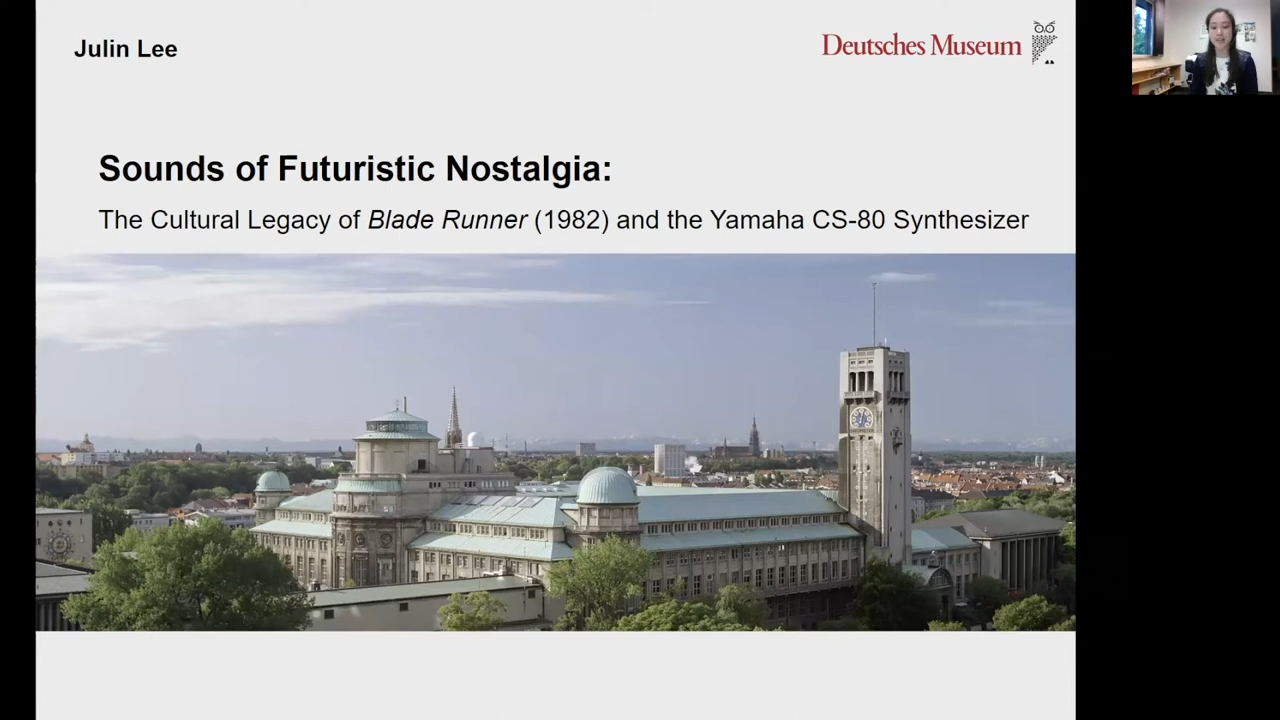 Julin Lee
Deutsches Museum
Sounds of Futuristic Nostalgia:
The Cultural Legacy of Blade Runner (1982) and the Yamaha CS-80 Synthesizer